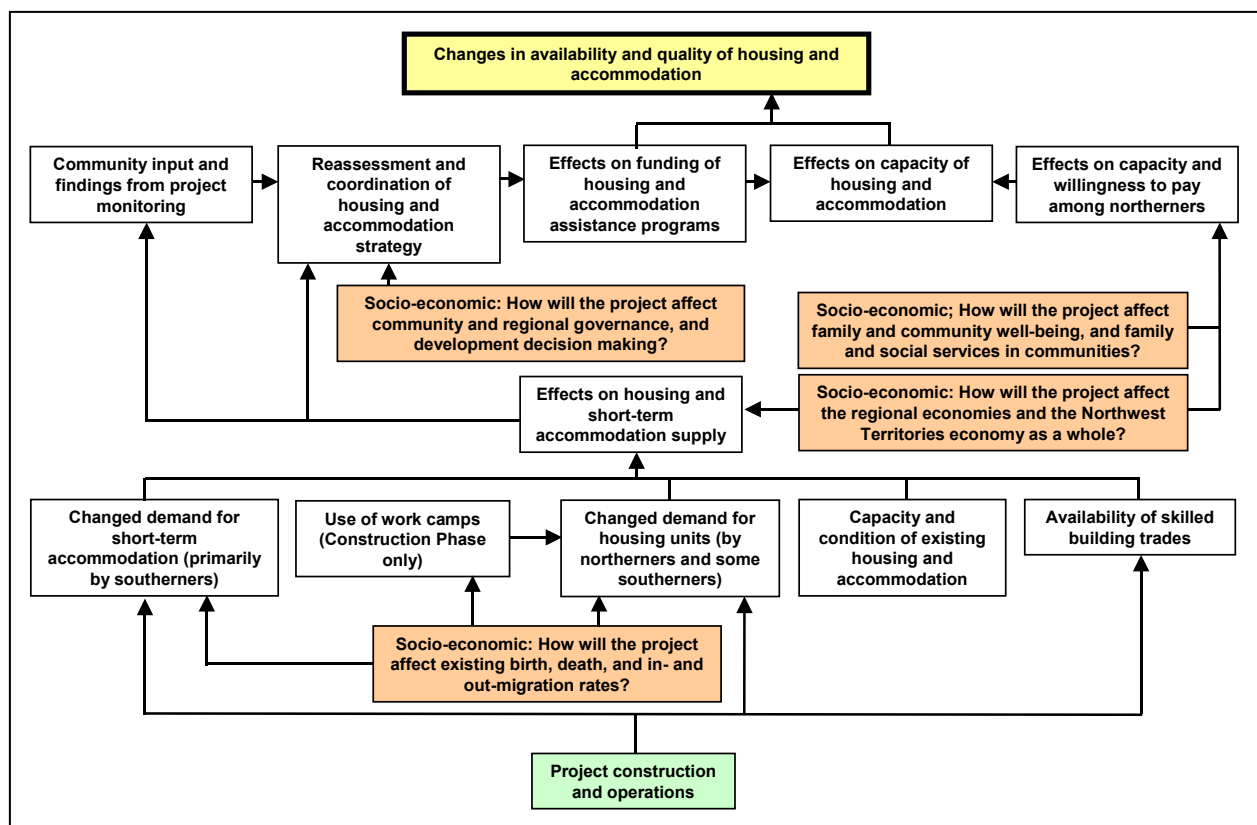 Changes in availability and quality of housing and
accommodation
Community input and
findings from project
monitoring
Reassessment and
coordination of
housing and
accommodation
strategy
Effects on funding of
housing and
accommodation
assistance programs
Effects on capacity of
housing and
accommodation
Effects on capacity and
willingness to pay
among northerners
Socio-economic: How will the project affect
community and regional governance, and
development decision making?
Socio-economic; How will the project affect
family and community well-being, and family
and social services in communities?
Effects on housing and
short-term
accommodation supply
Socio-economic: How will the project affect
the regional economies and the Northwest
Territories economy as a whole?
Changed demand for
short-term
accommodation (primarily
by southerners)
Use of work camps
(Construction Phase
only)
Changed demand for
housing units (by
northerners and some
southerners)
Capacity and
condition of existing
housing and
accommodation
Availability of skilled
building trades
Socio-economic: How will the project
affect existing birth, death, and in- and
out-migration rates?
Project construction
and operations